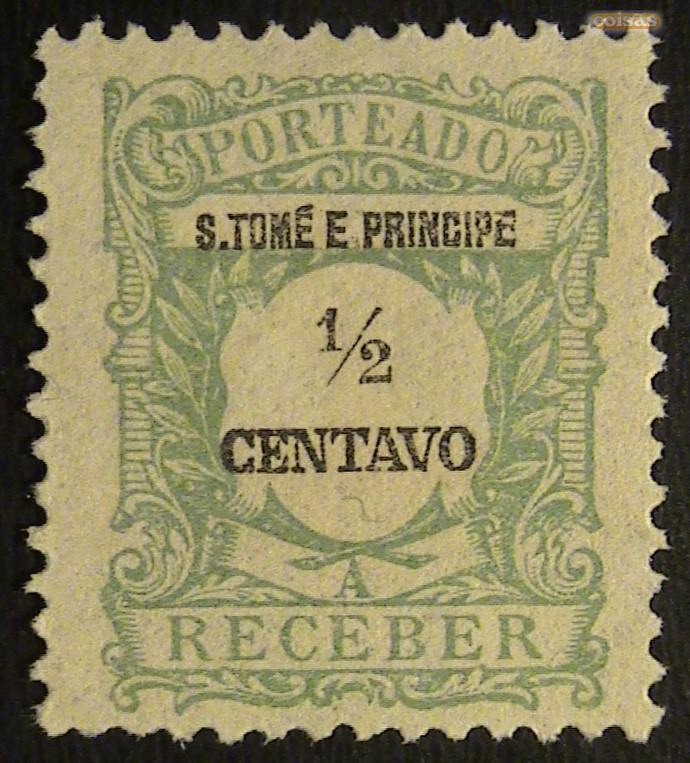 coisas
PORTEADO
S.TOMÉ E PRINCIPE
1/2
CENTAVO
A
RECEBER